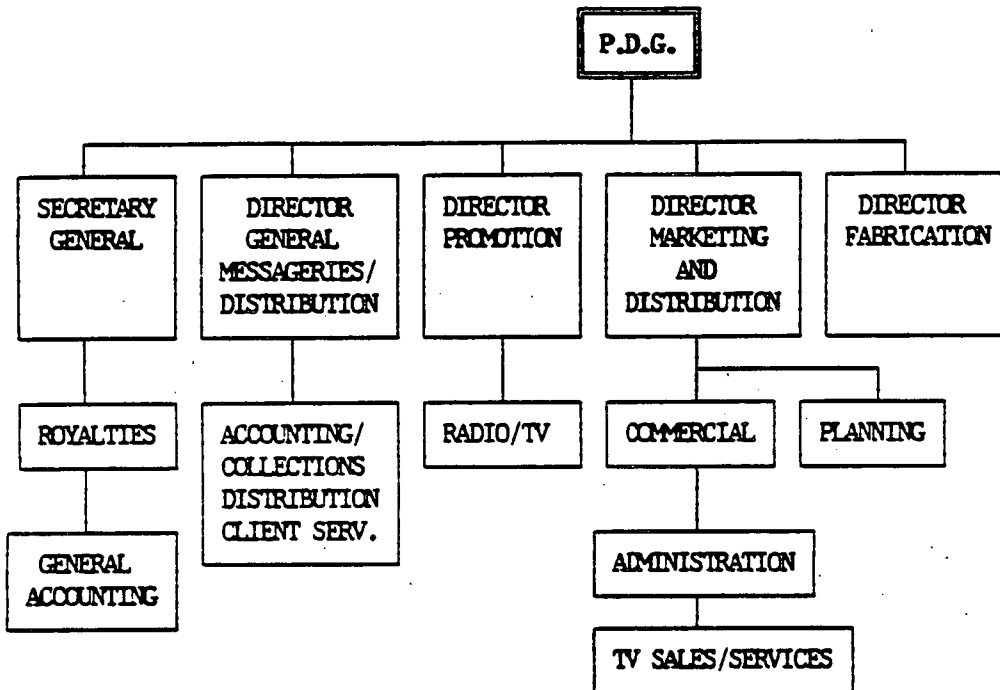 P.D.G.
SECRETARY
GENERAL
DIRECTOR
GENERAL
MESSAGERIES/
DISTRIBUTION
DIRECTOR
PROMOTION
DIRECTOR
MARKETING
AND
DISTRIBUTION
DIRECTOR
FABRICATION
ROYALTIES
ACCOUNTING/
COLLECTIONS
DISTRIBUTION
CLIENT SERV.
RADIO/TV
COMMERCIAL
PLANNING
GENERAL
ACCOUNTING
ADMINISTRATION
TV SALES/SERVICES